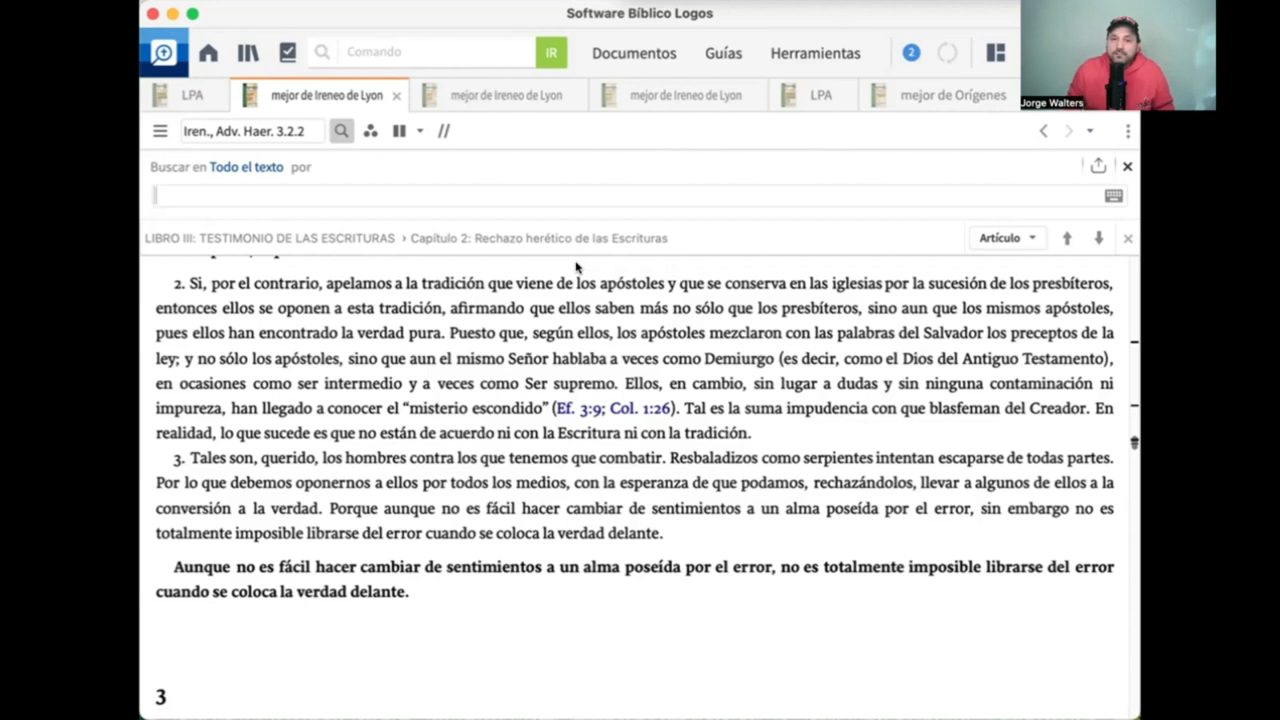 Software Bíblico Logos
Comando
IR
Documentos
Guías
Herramientas
2
LPA
mejor de Ireneo de Lyon
mejor de Ireneo de Lyon
mejor de Ireneo de Lyon
LPA
mejor de Orígenes
Jorge Walters
Iren., Adv. Haer. 3.2.2
Buscar en Todo el texto por
LIBRO III: TESTIMONIO DE LAS ESCRITURAS › Capítulo 2: Rechazo herético de las Escrituras
Artículo
2. Si, por el contrario, apelamos a la tradición que viene de los apóstoles y que se conserva en las iglesias por la sucesión de los presbíteros,
entonces ellos se oponen a esta tradición, afirmando que ellos saben más no sólo que los presbíteros, sino aun que los mismos apóstoles,
pues ellos han encontrado la verdad pura. Puesto que, según ellos, los apóstoles mezclaron con las palabras del Salvador los preceptos de la
ley; y no sólo los apóstoles, sino que aun el mismo Señor hablaba a veces como Demiurgo (es decir, como el Dios del Antiguo Testamento),
en ocasiones como ser intermedio y a veces como Ser supremo. Ellos, en cambio, sin lugar a dudas y sin ninguna contaminación ni
impureza, han llegado a conocer el “misterio escondido” (Ef. 3:9; Col. 1:26). Tal es la suma impudencia con que blasfeman del Creador. En
realidad, lo que sucede es que no están de acuerdo ni con la Escritura ni con la tradición.
3. Tales son, querido, los hombres contra los que tenemos que combatir. Resbaladizos como serpientes intentan escaparse de todas partes.
Por lo que debemos oponernos a ellos por todos los medios, con la esperanza de que podamos, rechazándolos, llevar a algunos de ellos a la
conversión a la verdad. Porque aunque no es fácil hacer cambiar de sentimientos a un alma poseída por el error, sin embargo no es
totalmente imposible librarse del error cuando se coloca la verdad delante.
Aunque no es fácil hacer cambiar de sentimientos a un alma poseída por el error, no es totalmente imposible librarse del error
cuando se coloca la verdad delante.
3